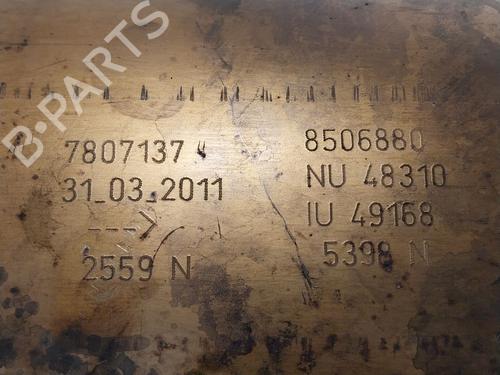 B-PARTS
7807137
31_03_2011
--->
2559 N
8506880
NU 48310
IU 49168
5398 N